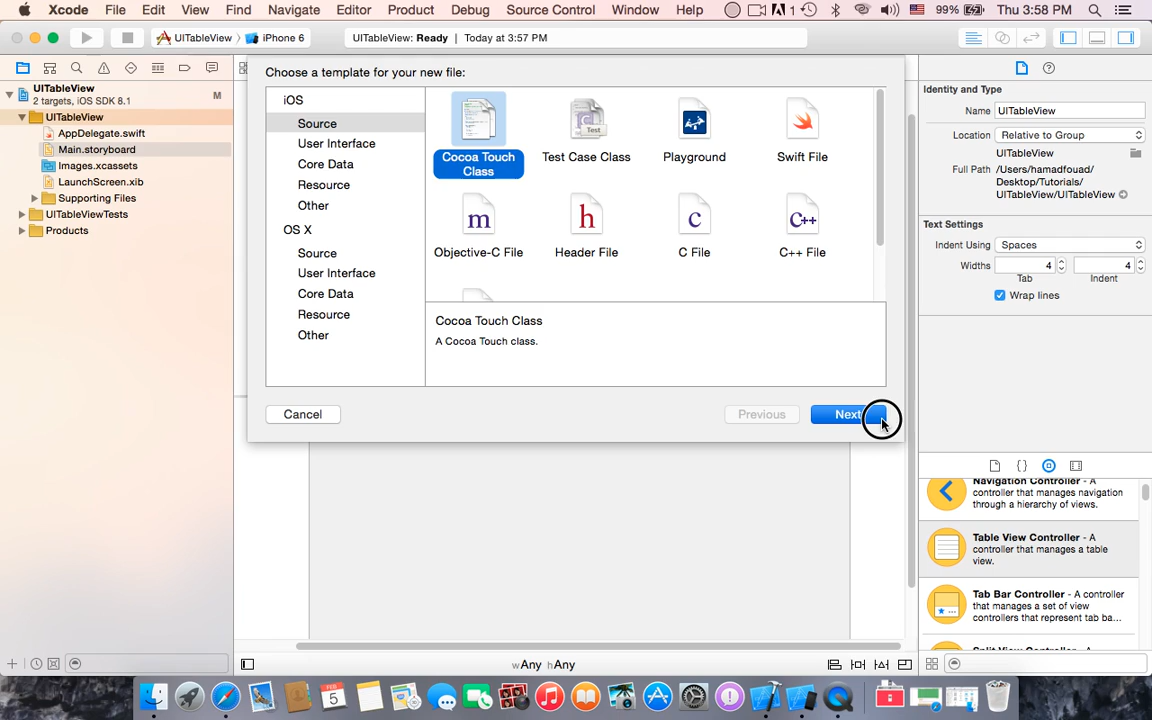 Xcode File Edit View Find Navigate Editor Product Debug Source Control Window Help 1 99% Thu 3:58 PM
UITableView iPhone 6 UITableView: Ready | Today at 3:57 PM
UITableView
2 targets, iOS SDK 8.1
M
UITableView
AppDelegate.swift
Main.storyboard
Images.xcassets
LaunchScreen.xib
Supporting Files
UITableViewTests
Products
Choose a template for your new file:
iOS
Source
User Interface
Core Data
Resource
Other
OS X
Source
User Interface
Core Data
Resource
Other
Cocoa Touch Class
Test
Test Case Class
Playground
Swift File
m
Objective-C File
h
Header File
c
C File
C++
C++ File
Cocoa Touch Class
A Cocoa Touch class.
Cancel Previous Next
Identity and Type
Name UITableView
Location Relative to Group
UITableView
Full Path /Users/hamadfouad/
Desktop/Tutorials/
UITableView/UITableView
Text Settings
Indent Using Spaces
Widths 4 4
Tab Indent
Wrap lines
{ }
Navigation Controller - A
controller that manages navigation
through a hierarchy of views.
Table View Controller - A
controller that manages a table
view.
Tab Bar Controller - A controller
that manages a set of view
controllers that represent tab ba...
wAny hAny
FEB
5